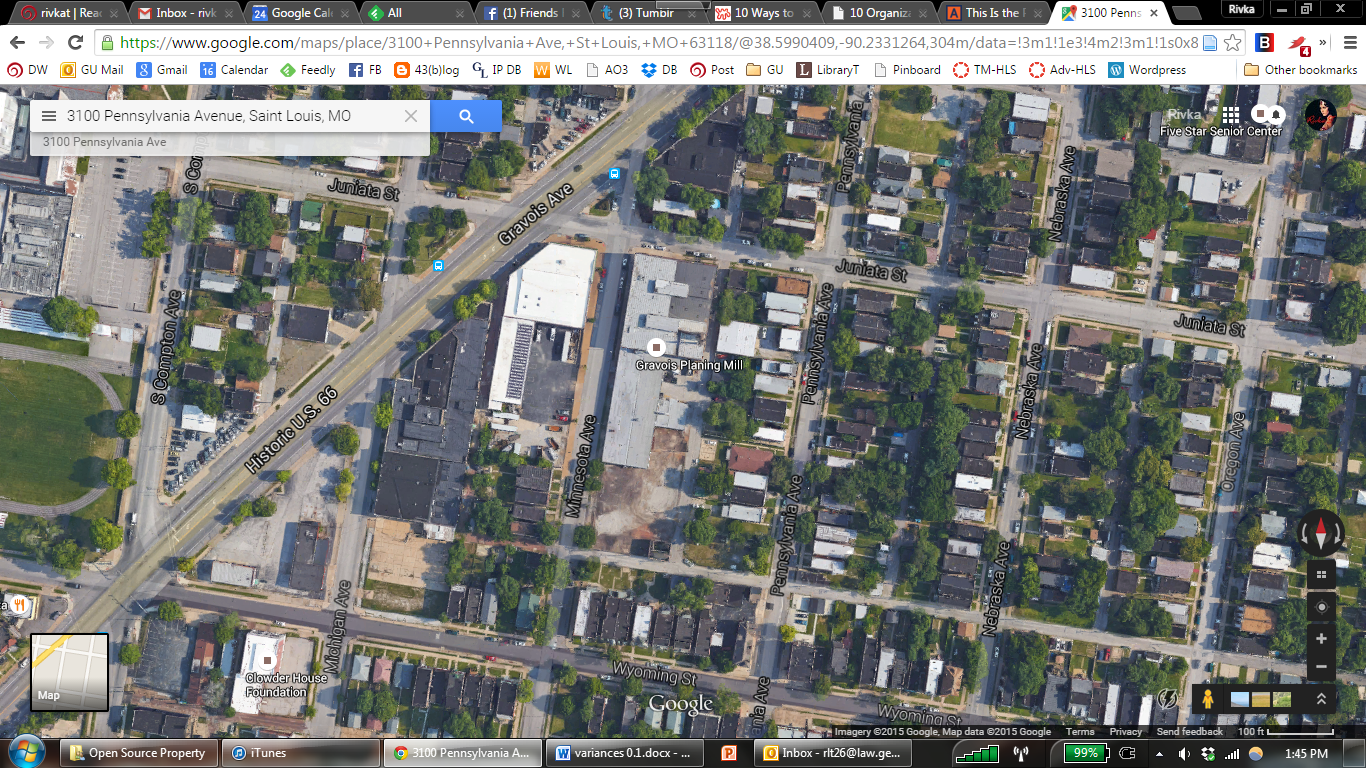 rivkat | Read
Inbox - rivk
24 Google Cal
All
(1) Friends
(3) Tumblr
10 Ways to
10 Organiza
This Is the
3100 Penns
Rivka
https://www.google.com/maps/place/3100+Pennsylvania+Ave,+St+Louis,+MO+63118/@38.5990409,-90.2331264,304m/data=!3m1!1e3!4m2!3m1!1s0x8
4
DW
GU Mail
Gmail
16 Calendar
Feedly
FB
43(b)log
GL IP DB
WL
AO3
DB
Post
GU
LibraryT
Pinboard
TM-HLS
Adv-HLS
Wordpress
Other bookmarks
3100 Pennsylvania Avenue, Saint Louis, MO
3100 Pennsylvania Ave
Rivka
Five Star Senior Center
S Comp
Juniata St
Gravois Ave
Pennsylvania
Nebraska Ave
Juniata St
Juniata St
S Compton Ave
Gravois Planing Mill
Pennsylvania Ave
Nebraska Ave
Historic U.S. 66
Minnesota Ave
Oregon Ave
Pennsylvania Ave
Nebraska Ave
Michigan Ave
Clowder House
Foundation
Wyoming St
Wyoming St
nia Ave
Map
Google
Imagery ©2015 Google, Map data ©2015 Google
Terms
Privacy
Send feedback
100 ft
Open Source Property
iTunes
3100 Pennsylvania A...
variances 0.1.docx - ...
Inbox - rlt26@law.ge...
99%
1:45 PM